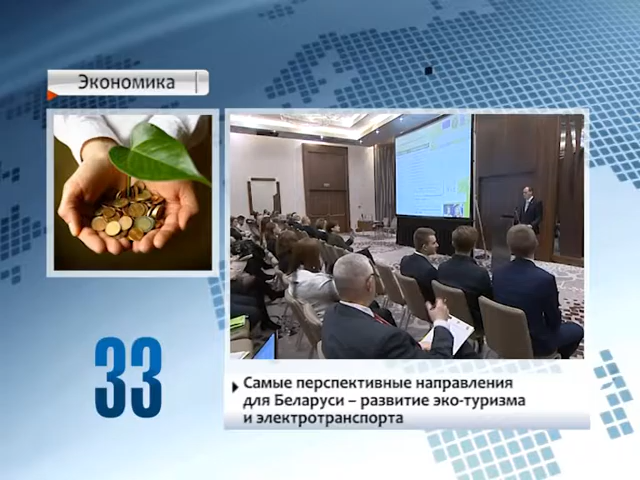 Экономика
33
Самые перспективные направления
для Беларуси – развитие эко-туризма
и электротранспорта